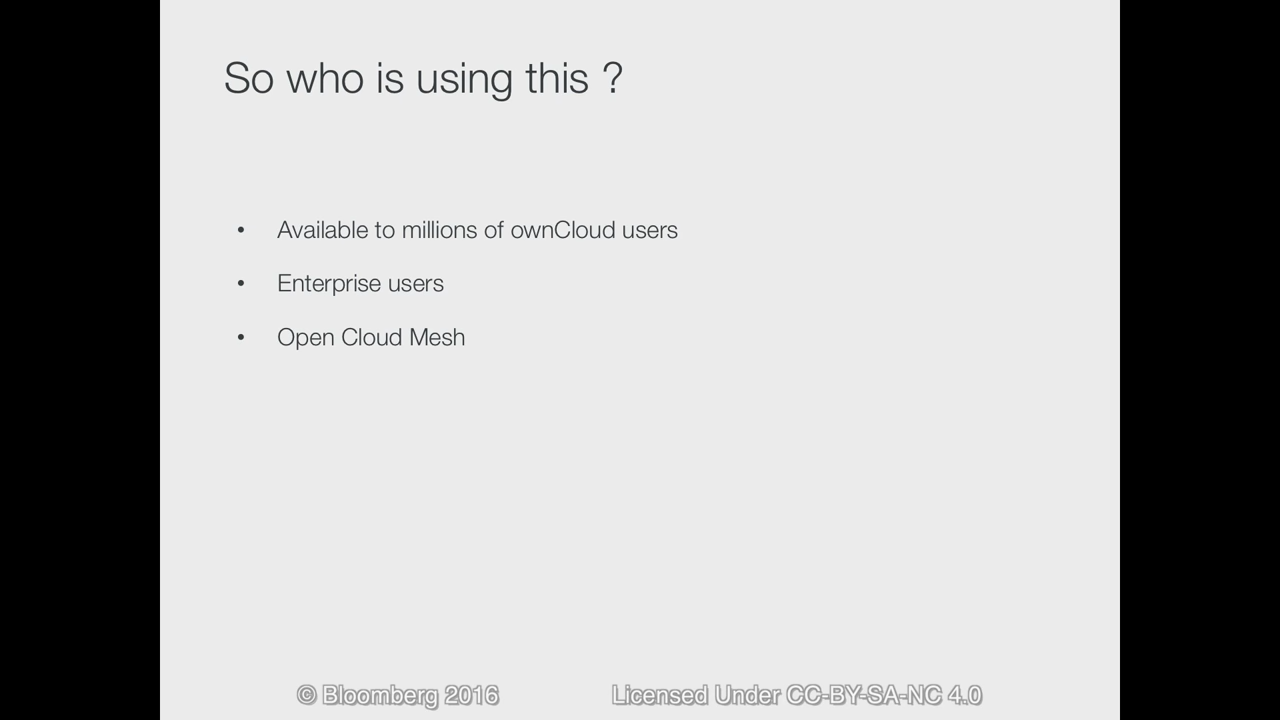 So who is using this ?
• Available to millions of ownCloud users
• Enterprise users
• Open Cloud Mesh
© Bloomberg 2016 Licensed Under CC-BY-SA-NC 4.0